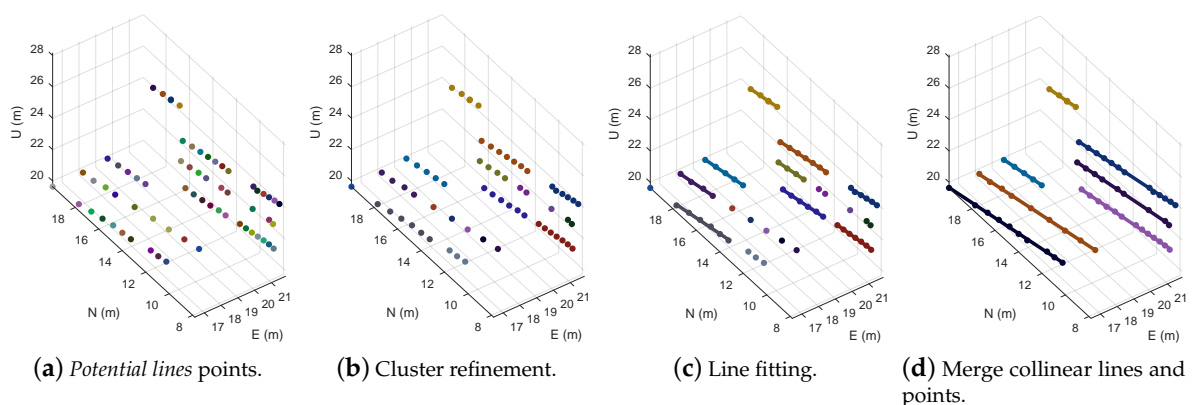 28
26
24
22
20
U (m)
18
16
14
12
10
8
N (m)
17 18 19 20 21
E (m)
28
26
24
22
20
U (m)
18
16
14
12
10
8
N (m)
17 18 19 20 21
E (m)
28
26
24
22
20
U (m)
18
16
14
12
10
8
N (m)
17 18 19 20 21
E (m)
28
26
24
22
20
U (m)
18
16
14
12
10
8
N (m)
17 18 19 20 21
E (m)
(a) Potential lines points.
(b) Cluster refinement.
(c) Line fitting.
(d) Merge collinear lines and
points.